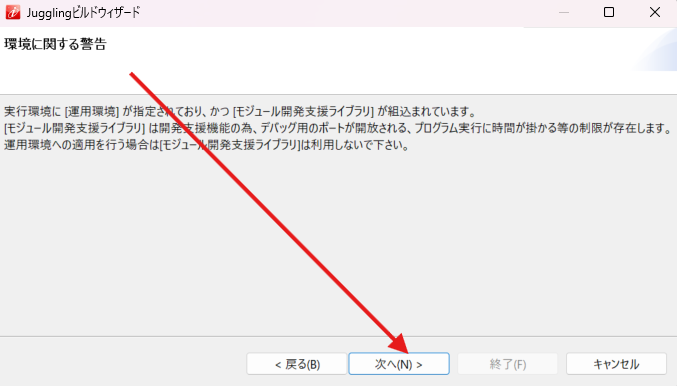 Jugglingビルドウィザード
環境に関する警告
実行環境に [運用環境] が指定されており、かつ [モジュール開発支援ライブラリ] が組込まれています。
[モジュール開発支援ライブラリ] は開発支援機能の為、デバッグ用のポートが開放される、プログラム実行に時間が掛かる等の制限が存在します。
運用環境への適用を行う場合は[モジュール開発支援ライブラリ]は利用しないで下さい。
< 戻る(B) 次へ(N) > 終了(F) キャンセル